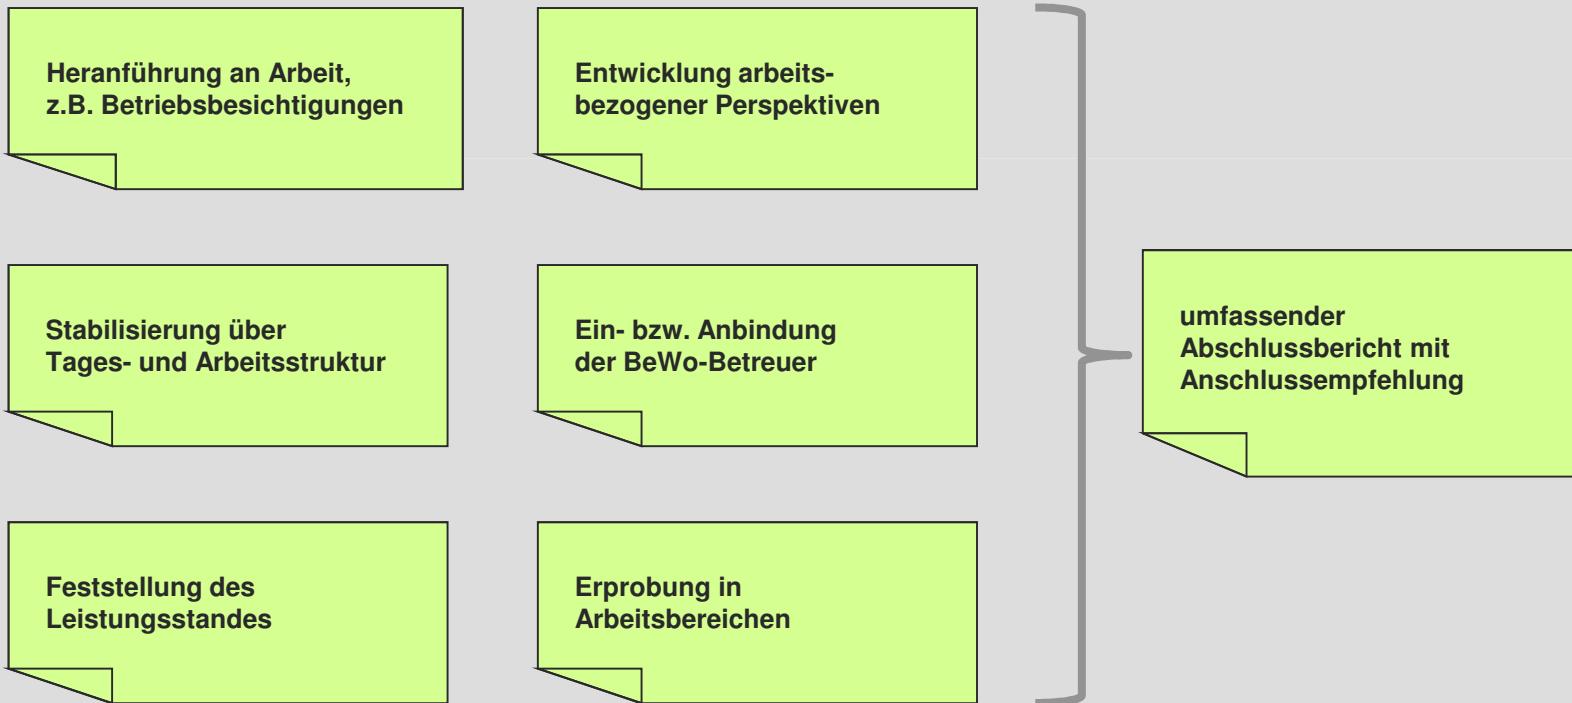 Heranführung an Arbeit,
z.B. Betriebsbesichtigungen
Entwicklung arbeits-
bezogener Perspektiven
Stabilisierung über
Tages- und Arbeitsstruktur
Ein- bzw. Anbindung
der BeWo-Betreuer
Feststellung des
Leistungsstandes
Erprobung in
Arbeitsbereichen
umfassender
Abschlussbericht mit
Anschlussempfehlung